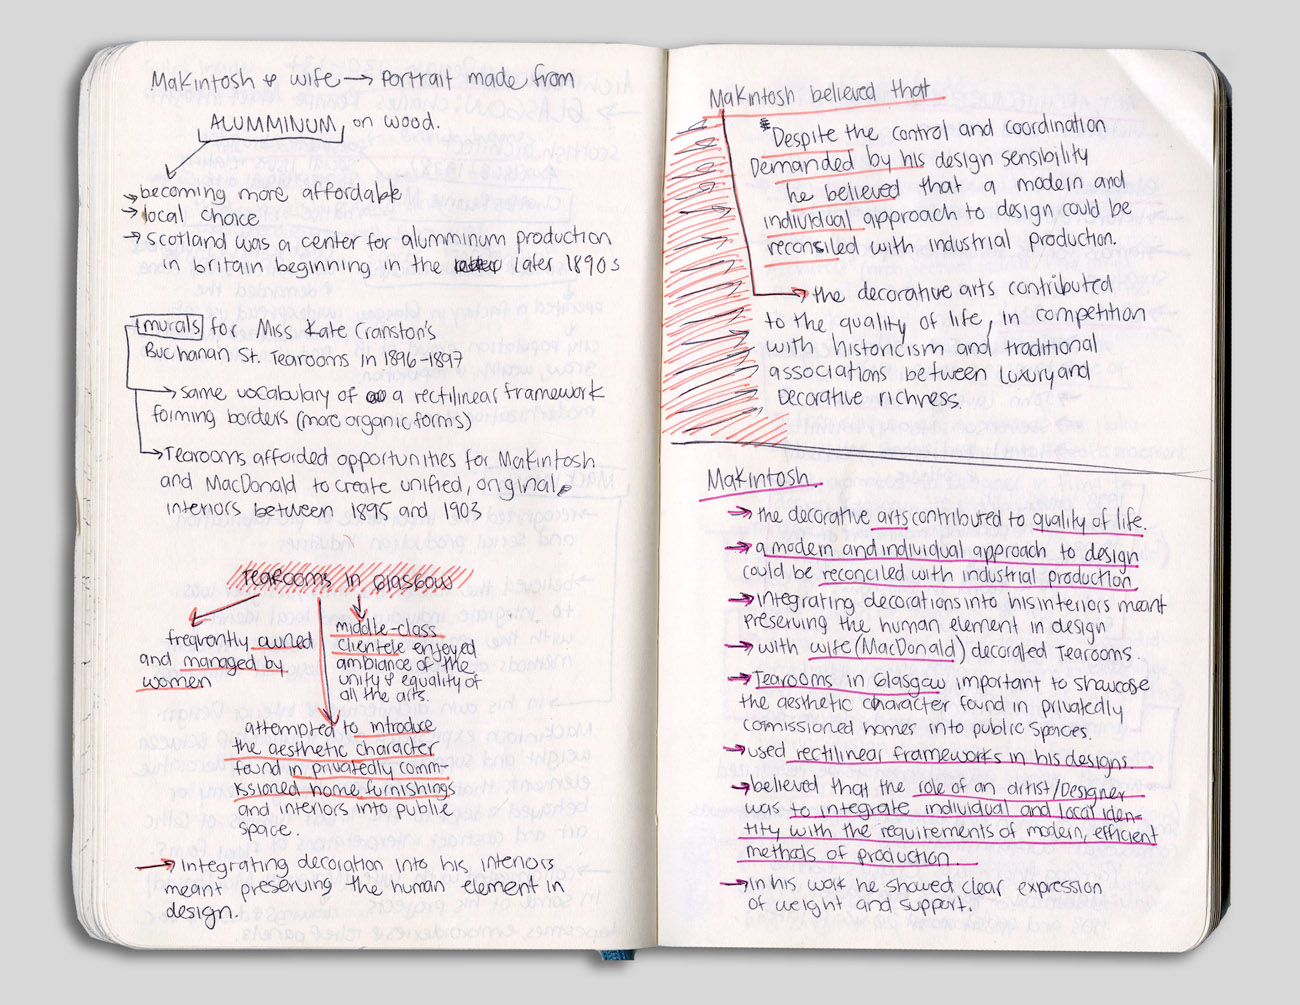 Makintosh & wife → Portrait made from
ALUMMINUM on wood.
→ becoming more affordable
→ local choice
→ Scotland was a center for alumminum production
in britain beginning in the later 1890s
murals for Miss Kate Cranston's
Buchanan St. Tearooms in 1896-1897
→ same vocabulary of a rectilinear framework
forming borders (more organic forms)
→ Tearooms afforded opportunities for Makintosh
and MacDonald to create unified, original,
interiors between 1895 and 1903
TEAROOMS in Glasgow
frequently owned
and managed by
women
middle-class
clientele enjoyed
ambiance of the
unity & equality of
all the arts.
attempted to introduce
the aesthetic character
found in privatedly comm-
issioned home furnishings
and interiors into public
space.
→ Integrating decoration into his interiors
meant preserving the human element in
design.
Makintosh believed that
*Despite the control and coordination
Demanded by his design sensibility
he believed that a modern and
individual approach to design could be
reconsiled with industrial production.
→ the decorative arts contributed
to the quality of life, in competition
with historicism and traditional
associations between luxury and
Decorative richness.
Makintosh.
→ the decorative arts contributed to quality of life.
→ a modern and individual approach to design
could be reconciled with industrial production
→ integrating decorations into his interiors meant
preserving the human element in design
→ with wife (MacDonald) decorated Tearooms.
→ Tearooms in Glasgow important to showcase
the aesthetic character found in privatedly
comissioned homes into public spaces.
→ used rectilinear frameworks in his designs.
→ believed that the role of an artist/Designer
was to integrate individual and local iden-
tity with the requirements of modern, efficient
methods of production.
→ In his work he showed clear expression
of weight and support.